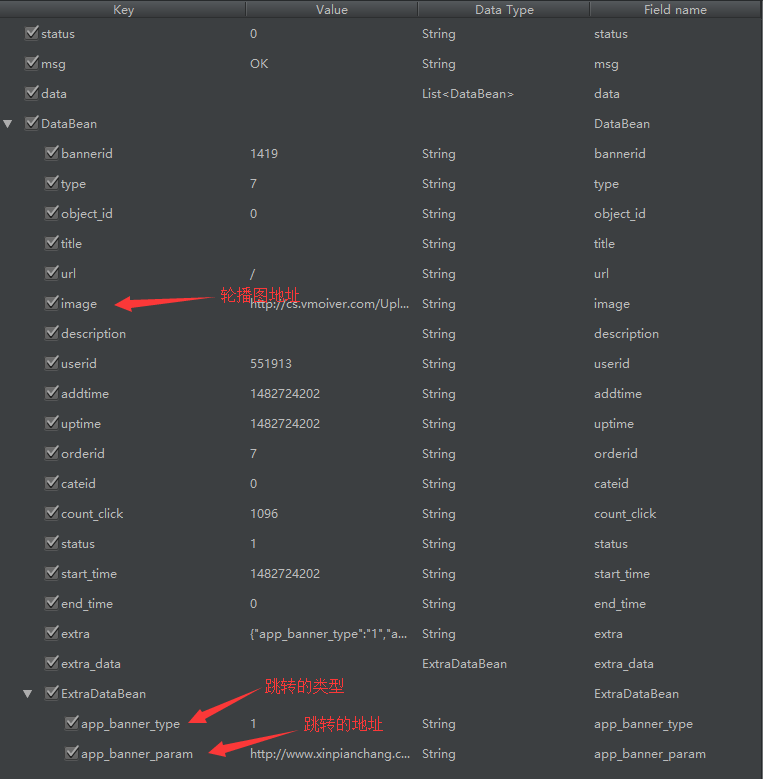 Key Value Data Type Field name
status 0 String status
msg OK String msg
data List<DataBean> data
DataBean DataBean
bannerid 1419 String bannerid
type 7 String type
object_id 0 String object_id
title String title
url / String url
image 轮播图地址 http://cs.vmoiver.com/Upl... String image
description String description
userid 551913 String userid
addtime 1482724202 String addtime
uptime 1482724202 String uptime
orderid 7 String orderid
cateid 0 String cateid
count_click 1096 String count_click
status 1 String status
start_time 1482724202 String start_time
end_time 0 String end_time
extra {"app_banner_type":"1","a... String extra
extra_data ExtraDataBean extra_data
ExtraDataBean 跳转的类型 ExtraDataBean
app_banner_type 1 跳转的地址 String app_banner_type
app_banner_param http://www.xinpianchang.c... String app_banner_param